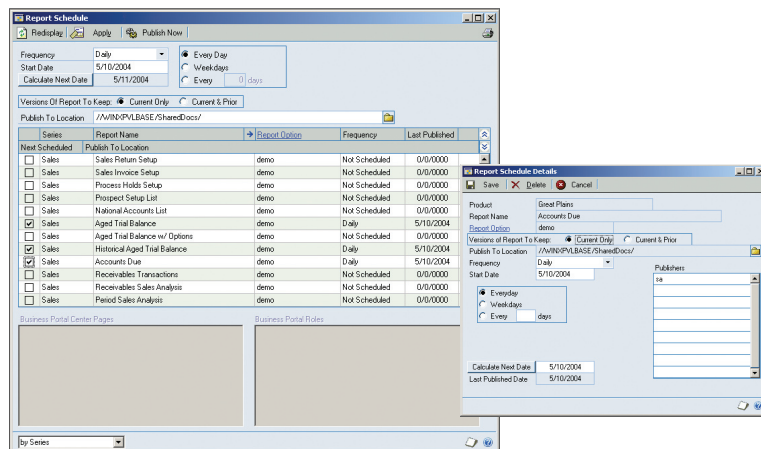 Report Schedule
Redisplay Apply Publish Now
Frequency Daily
Start Date 5/10/2004
Calculate Next Date 5/11/2004
Every Day
Weekdays
Every 0 days
Versions Of Report To Keep: Current Only Current & Prior
Publish To Location //WINXPVLBASE/SharedDocs/
Series Report Name Report Option Frequency Last Published
Next Scheduled Publish To Location
Sales Sales Return Setup demo Not Scheduled 0/0/0000
Sales Sales Invoice Setup demo Not Scheduled 0/0/0000
Sales Process Holds Setup demo Not Scheduled 0/0/0000
Sales Prospect Setup List demo Not Scheduled 0/0/0000
Sales National Accounts List demo Not Scheduled 0/0/0000
Sales Aged Trial Balance demo Daily 5/10/2004
Sales Aged Trial Balance w/ Options demo Not Scheduled 0/0/0000
Sales Historical Aged Trial Balance demo Daily 5/10/2004
Sales Accounts Due demo Daily 5/10/2004
Sales Receivables Transactions demo Not Scheduled 0/0/0000
Sales Receivables Sales Analysis demo Not Scheduled 0/0/0000
Sales Period Sales Analysis demo Not Scheduled 0/0/0000
Business Portal Center Pages Business Portal Roles
by Series
Report Schedule Details
Save Delete Cancel
Product Great Plains
Report Name Accounts Due
Report Option demo
Versions of Report To Keep: Current Only Current & Prior
Publish To Location //WINXPVLBASE/SharedDocs/
Frequency Daily
Start Date 5/10/2004
Publishers
sa
Everyday
Weekdays
Every days
Calculate Next Date 5/10/2004
Last Published Date 5/10/2004